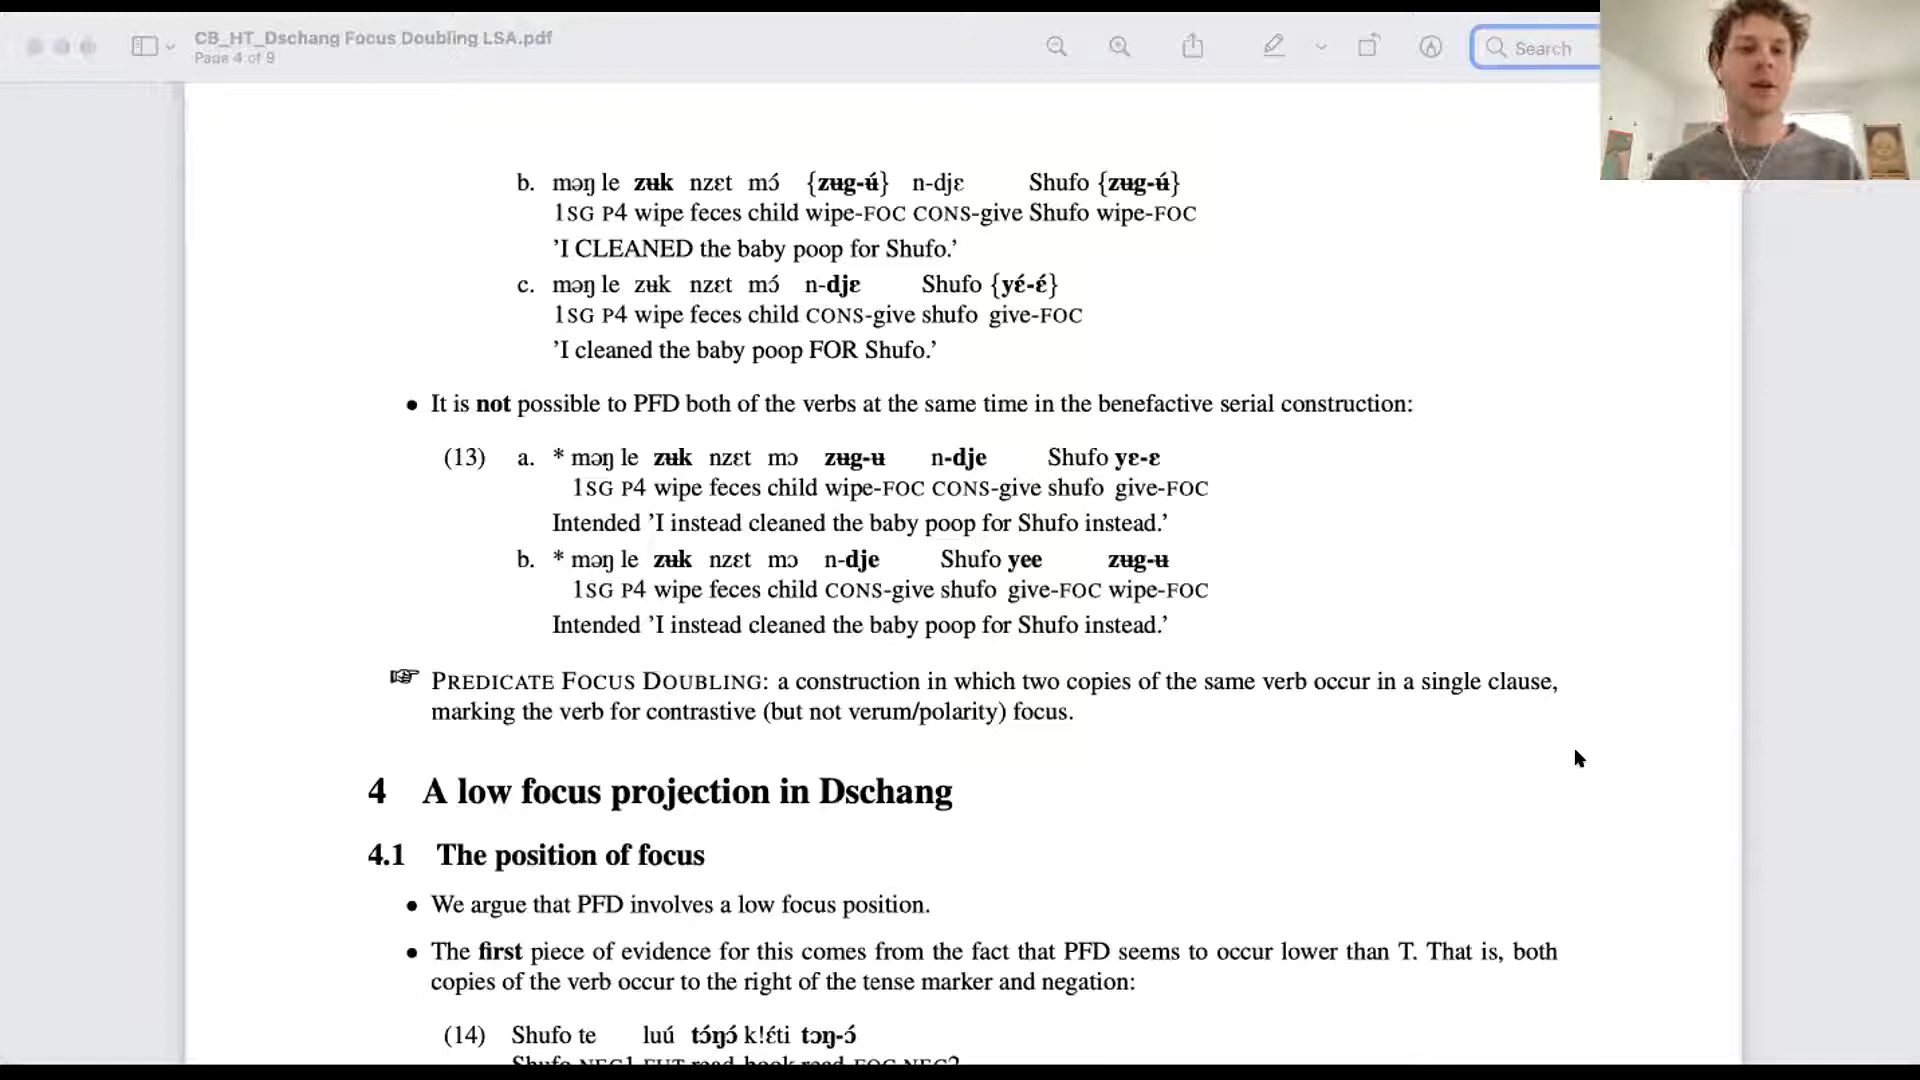 CB_HT_Dschang Focus Doubling LSA.pdf
Page 4 of 9
Search
b. məŋ le zʉk nzɛt mɔ́ {zʉg-ʉ́} n-djɛ Shufo {zʉg-ʉ́}
1SG P4 wipe feces child wipe-FOC CONS-give Shufo wipe-FOC
’I CLEANED the baby poop for Shufo.’
c. məŋ le zʉk nzɛt mɔ́ n-djɛ Shufo {yɛ́-ɛ́}
1SG P4 wipe feces child CONS-give shufo give-FOC
’I cleaned the baby poop FOR Shufo.’
• It is not possible to PFD both of the verbs at the same time in the benefactive serial construction:
(13) a. * məŋ le zʉk nzɛt mɔ zʉg-ʉ n-dje Shufo yɛ-ɛ
1SG P4 wipe feces child wipe-FOC CONS-give shufo give-FOC
Intended ’I instead cleaned the baby poop for Shufo instead.’
b. * məŋ le zʉk nzɛt mɔ n-dje Shufo yee zʉg-ʉ
1SG P4 wipe feces child CONS-give shufo give-FOC wipe-FOC
Intended ’I instead cleaned the baby poop for Shufo instead.’
☞ PREDICATE FOCUS DOUBLING: a construction in which two copies of the same verb occur in a single clause,
marking the verb for contrastive (but not verum/polarity) focus.
4 A low focus projection in Dschang
4.1 The position of focus
• We argue that PFD involves a low focus position.
• The first piece of evidence for this comes from the fact that PFD seems to occur lower than T. That is, both
copies of the verb occur to the right of the tense marker and negation:
(14) Shufo te luú tɔ́ŋɔ́ k!ɛ́ti tɔŋ-ɔ́
Shufo NEG1 FUT read book read-FOC NEG2